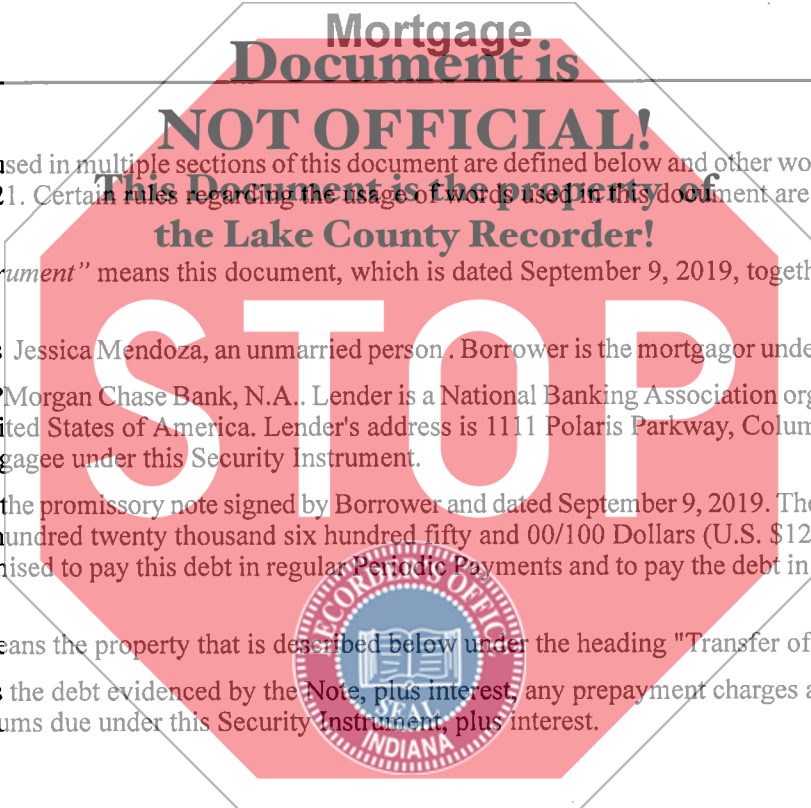 Mortgage
Document is
NOT OFFICIAL!
used in multiple sections of this document are defined below and other wo
This Document is the property of
21. Certain rules regarding the usage of words used in this document are
the Lake County Recorder!
rument" means this document, which is dated September 9, 2019, togeth
STOP
s Jessica Mendoza, an unmarried person . Borrower is the mortgagor unde
PMorgan Chase Bank, N.A.. Lender is a National Banking Association org
ited States of America. Lender's address is 1111 Polaris Parkway, Colum
gagee under this Security Instrument.
the promissory note signed by Borrower and dated September 9, 2019. The
hundred twenty thousand six hundred fifty and 00/100 Dollars (U.S. $12
nised to pay this debt in regular Periodic Payments and to pay the debt in
RECORDER'S OFFICE
eans the property that is described below under the heading "Transfer of
s the debt evidenced by the Note, plus interest, any prepayment charges a
SEAL
ums due under this Security Instrument, plus interest.
INDIANA